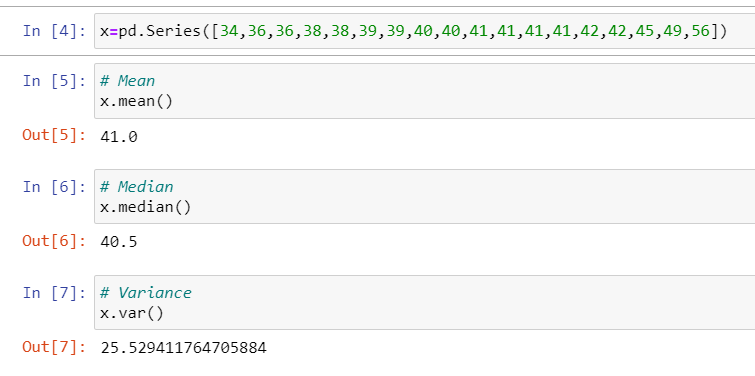 In [4]: x=pd.Series([34,36,36,38,38,39,39,40,40,41,41,41,41,42,42,45,49,56])
In [5]: # Mean
x.mean()
Out[5]: 41.0
In [6]: # Median
x.median()
Out[6]: 40.5
In [7]: # Variance
x.var()
Out[7]: 25.529411764705884